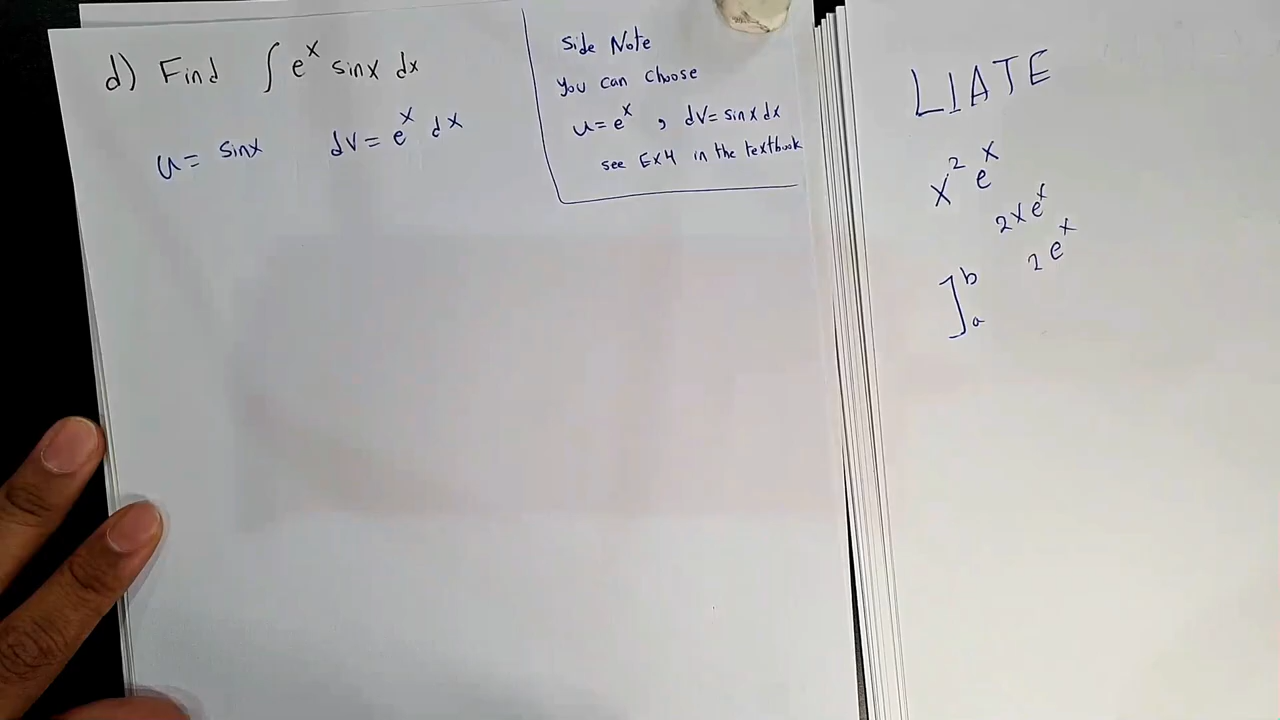 d) Find ∫ e^x sinx dx
u = sinx dv = e^x dx
Side Note
You can choose
u = e^x , dv = sinx dx
see Ex4 in the textbook
LIATE
x^2 e^x
2x e^x
2 e^x
]_a^b